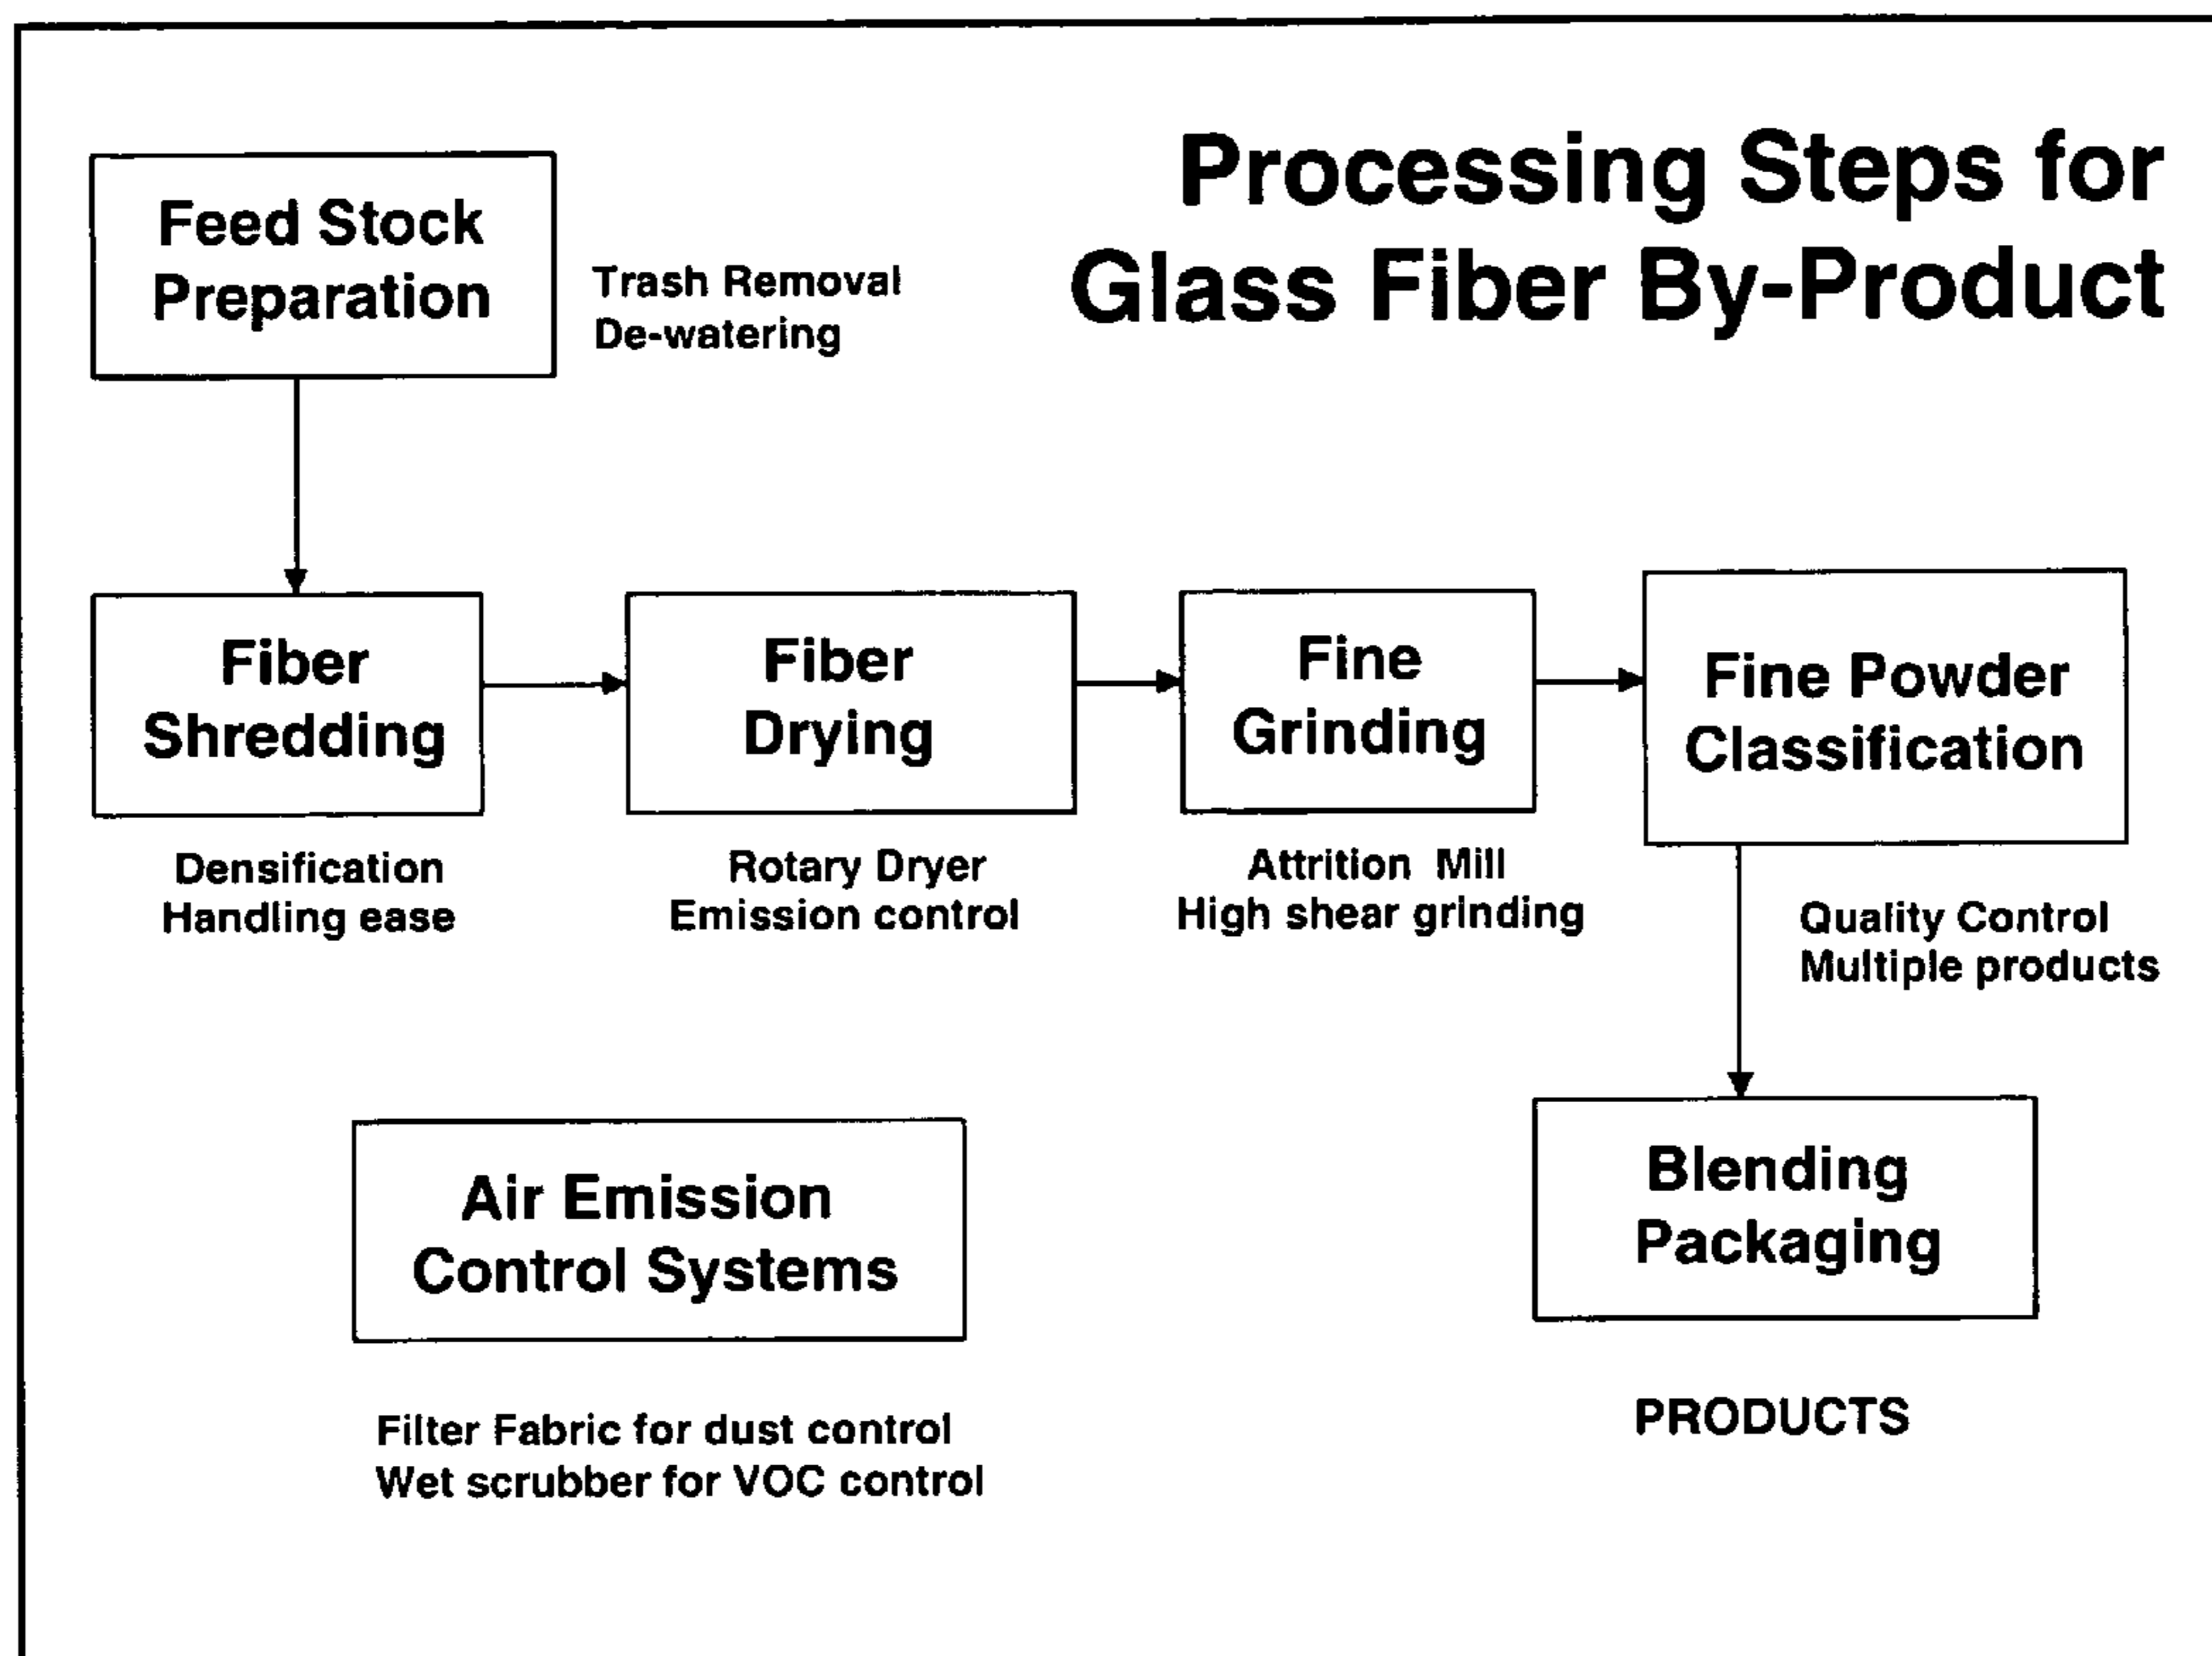 Processing Steps for
Glass Fiber By-Product
Feed Stock
Preparation
Trash Removal
De-watering
Fiber
Shredding
Densification
Handling ease
Fiber
Drying
Rotary Dryer
Emission control
Fine
Grinding
Attrition Mill
High shear grinding
Fine Powder
Classification
Quality Control
Multiple products
Blending
Packaging
PRODUCTS
Air Emission
Control Systems
Filter Fabric for dust control
Wet scrubber for VOC control